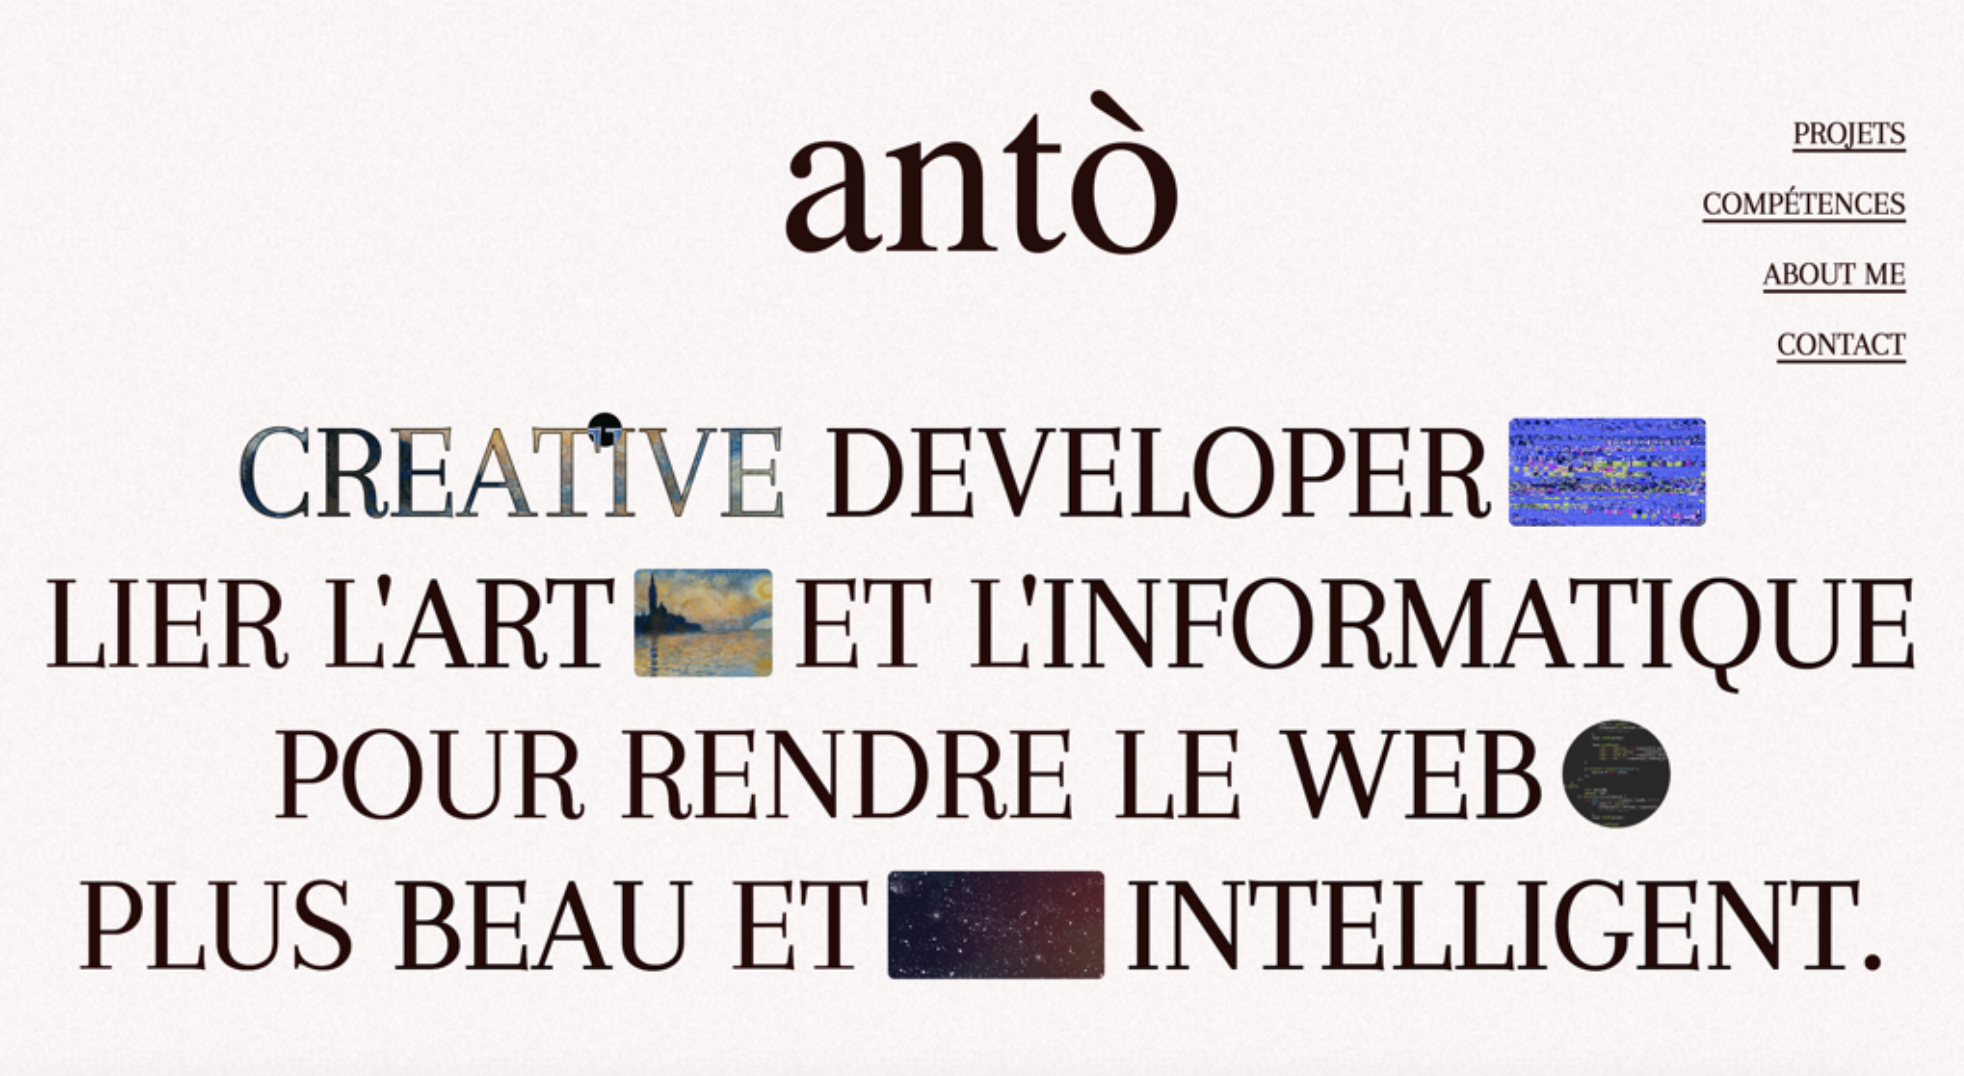 antò
PROJETS
COMPÉTENCES
ABOUT ME
CONTACT
CREATIVE DEVELOPER
LIER L'ART ET L'INFORMATIQUE
POUR RENDRE LE WEB
PLUS BEAU ET INTELLIGENT.